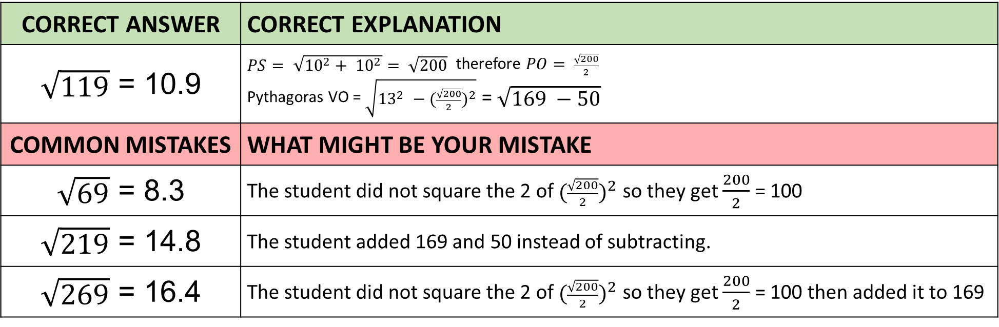 CORRECT ANSWER
CORRECT EXPLANATION
√119 = 10.9
PS = √(10² + 10²) = √200 therefore PO = √200/2
Pythagoras VO = √(13² − (√200/2)²) = √(169 − 50)
COMMON MISTAKES
WHAT MIGHT BE YOUR MISTAKE
√69 = 8.3
The student did not square the 2 of (√200/2)² so they get 200/2 = 100
√219 = 14.8
The student added 169 and 50 instead of subtracting.
√269 = 16.4
The student did not square the 2 of (√200/2)² so they get 200/2 = 100 then added it to 169